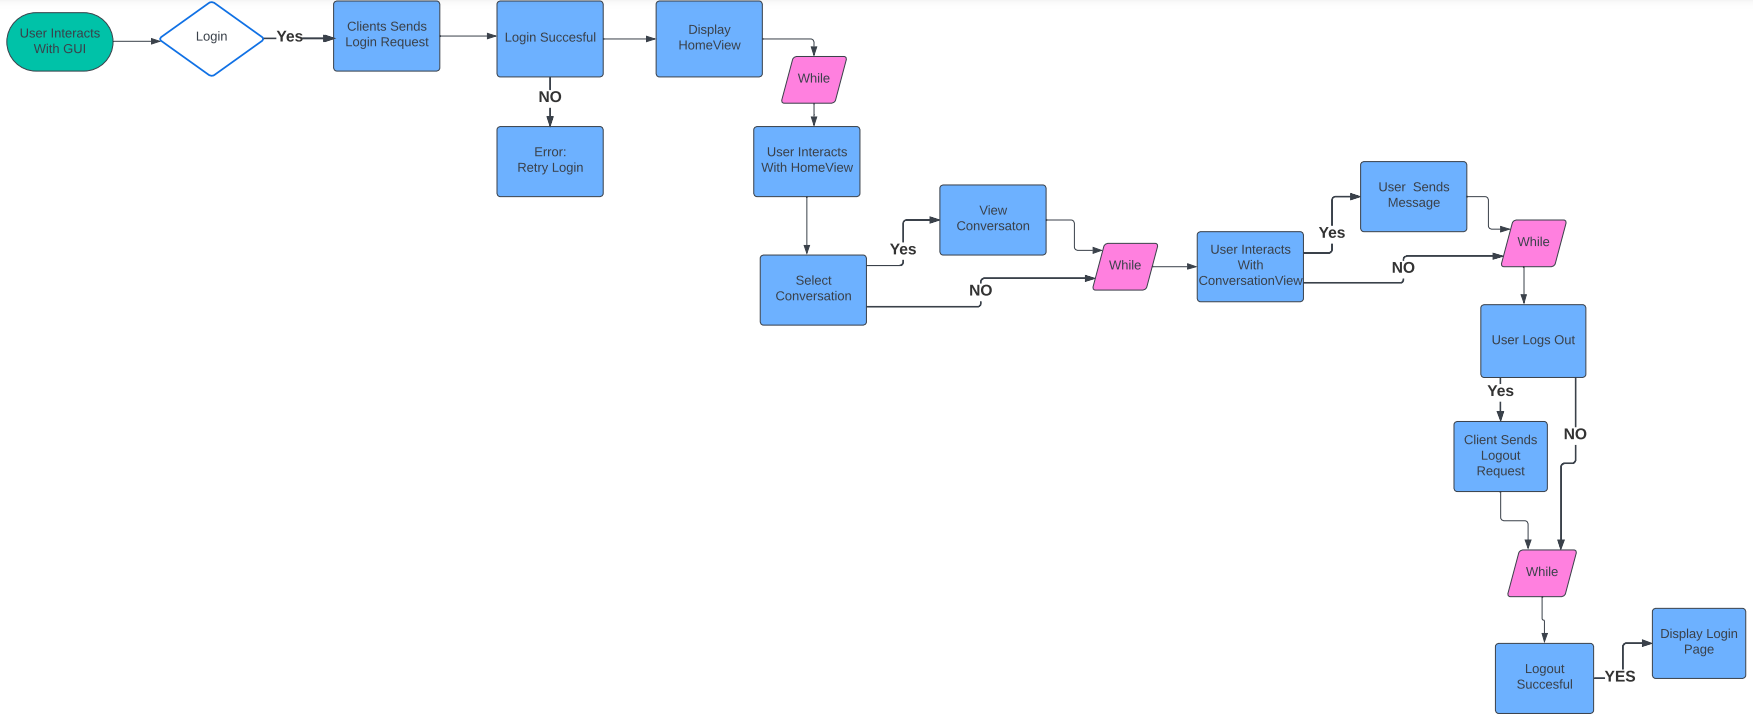 User Interacts
With GUI
Login
Yes
Clients Sends
Login Request
Login Succesful
NO
Error:
Retry Login
Display
HomeView
While
User Interacts
With HomeView
Select
Conversation
Yes
View
Conversaton
NO
While
User Interacts
With
ConversationView
Yes
User Sends
Message
NO
While
User Logs Out
Yes
Client Sends
Logout
Request
NO
While
Logout
Succesful
YES
Display Login
Page